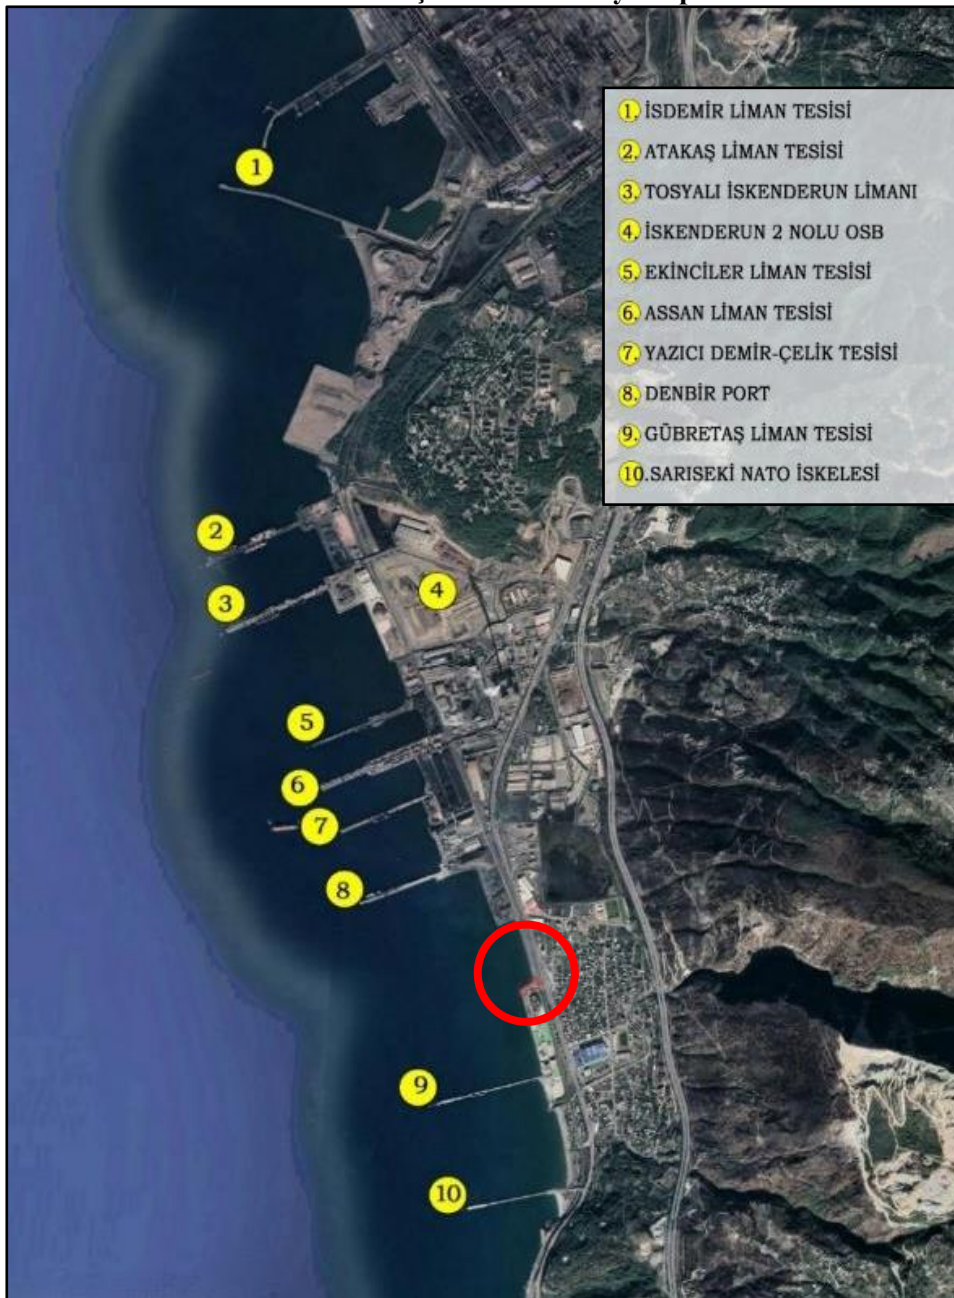 1. İSDEMİR LİMAN TESİSİ
2. ATAKAŞ LİMAN TESİSİ
3. TOSYALI İSKENDERUN LİMANI
4. İSKENDERUN 2 NOLU OSB
5. EKİNCİLER LİMAN TESİSİ
6. ASSAN LİMAN TESİSİ
7. YAZICI DEMİR-ÇELİK TESİSİ
8. DENBİR PORT
9. GÜBRETAŞ LİMAN TESİSİ
10. SARISEKİ NATO İSKELESİ
1
2
3
4
5
6
7
8
9
10